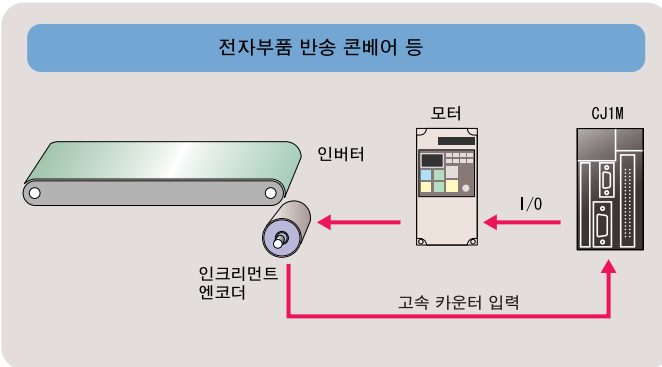 전자부품 반송 콘베어 등
모터
CJ1M
인버터
I/O
인크리먼트
엔코더
고속 카운터 입력